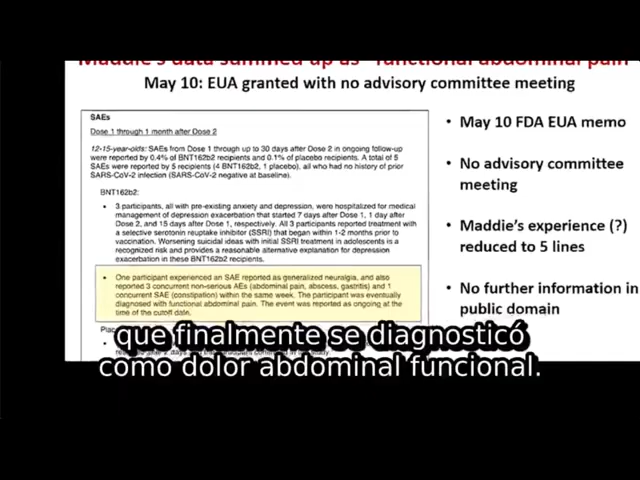 Maddie's data summed up as "functional abdominal pain"
May 10: EUA granted with no advisory committee meeting
SAEs
Dose 1 through 1 month after Dose 2
12-15-year-olds: SAEs from Dose 1 through up to 30 days after Dose 2 in ongoing follow-up
were reported by 0.4% of BNT162b2 recipients and 0.1% of placebo recipients. A total of 5
SAEs were reported by 5 recipients (4 BNT162b2, 1 placebo), all who had no history of prior
SARS-CoV-2 infection (SARS-CoV-2 negative at baseline).
BNT162b2:
• 3 participants, all with pre-existing anxiety and depression, were hospitalized for medical
management of depression exacerbation that started 7 days after Dose 1, 1 day after
Dose 2, and 15 days after Dose 1, respectively. All 3 participants reported treatment with a
selective serotonin reuptake inhibitor (SSRI) that began within 1-2 months prior to
vaccination. Worsening suicidal ideas with initial SSRI treatment in adolescents is a
recognized risk and provides a reasonable alternative explanation for depression
exacerbation in these BNT162b2 recipients.
• One participant experienced an SAE reported as generalized neuralgia, and also
reported 3 concurrent non-serious AEs (abdominal pain, abscess, gastritis) and 1
concurrent SAE (constipation) within the same week. The participant was eventually
diagnosed with functional abdominal pain. The event was reported as ongoing at the
time of the cutoff date.
• May 10 FDA EUA memo
• No advisory committee
meeting
• Maddie's experience (?)
reduced to 5 lines
• No further information in
public domain
que finalmente se diagnosticó
como dolor abdominal funcional.